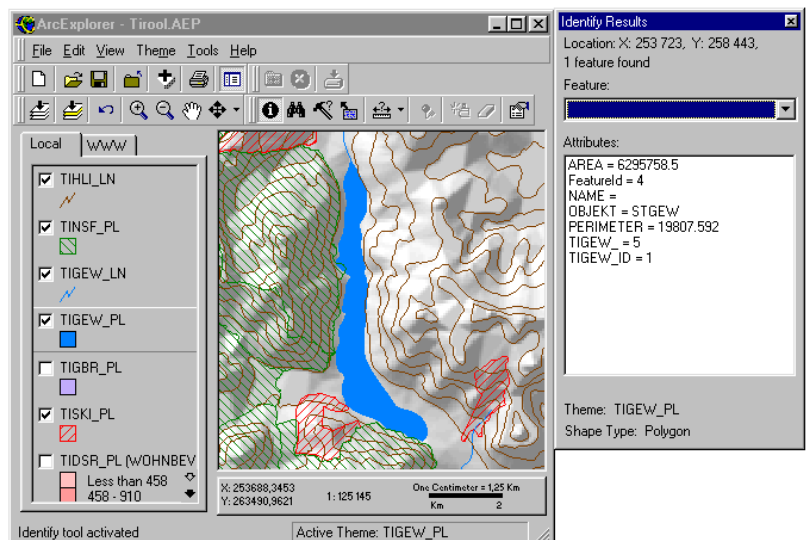 ArcExplorer - Tirool.AEP
File Edit View Theme Tools Help
Local WWW
TIHLI_LN
TINSF_PL
TIGEW_LN
TIGEW_PL
TIGBR_PL
TISKI_PL
TIDSR_PL (WOHNBEV
Less than 458
458 - 910
X: 253688,3453
Y: 263490,9621
1: 125 145
One Centimeter = 1,25 Km
Km 2
Identify tool activated
Active Theme: TIGEW_PL
Identify Results
Location: X: 253 723, Y: 258 443,
1 feature found
Feature:
Attributes:
AREA = 6295758.5
FeatureId = 4
NAME =
OBJEKT = STGEW
PERIMETER = 19807.592
TIGEW_ = 5
TIGEW_ID = 1
Theme: TIGEW_PL
Shape Type: Polygon